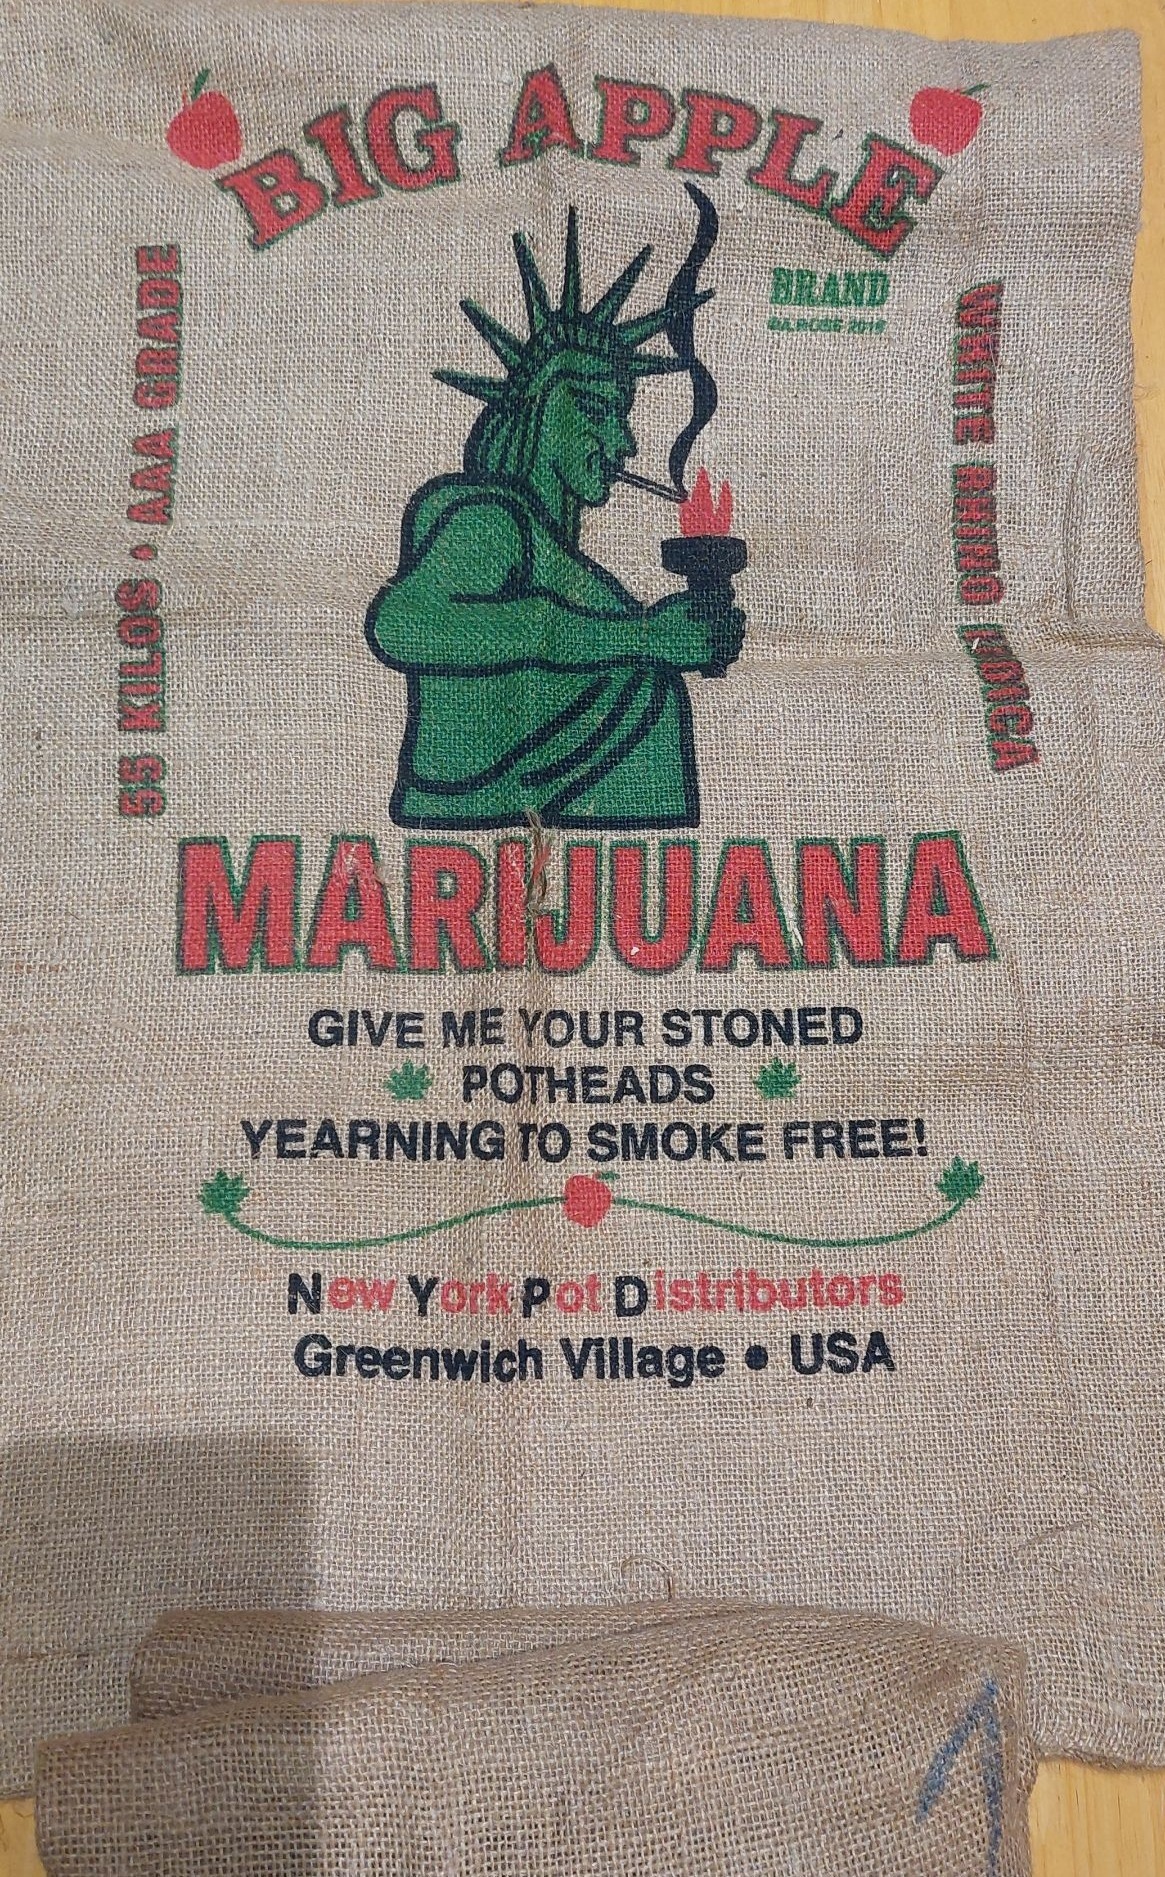 BIG APPLE
BRAND
55 KILOS • AAA GRADE
WHITE RHINO INDICA
MARIJUANA
GIVE ME YOUR STONED
POTHEADS
YEARNING TO SMOKE FREE!
New York Pot Distributors
Greenwich Village • USA